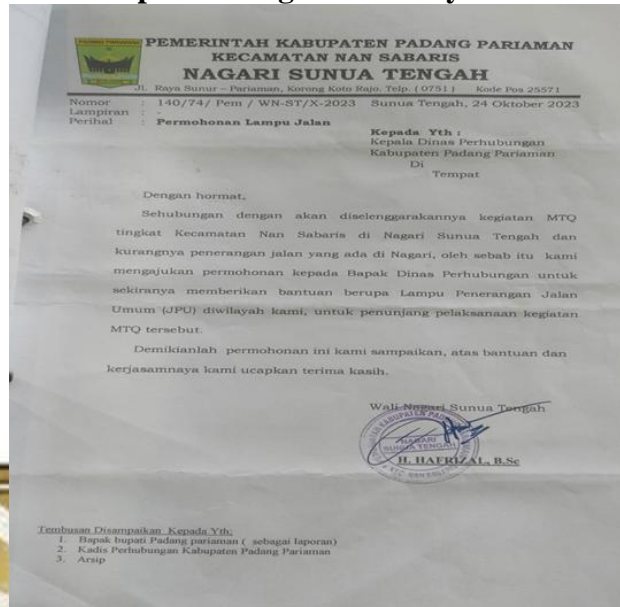 PEMERINTAH KABUPATEN PADANG PARIAMAN
KECAMATAN NAN SABARIS
NAGARI SUNUA TENGAH
Jl. Raya Sunur – Pariaman, Korong Koto Rajo. Telp. ( 0751 ) Kode Pos 25571
Nomor : 140/74/ Pem / WN-ST/X-2023 Sunua Tengah, 24 Oktober 2023
Lampiran : -
Perihal : Permohonan Lampu Jalan
Kepada Yth :
Kepala Dinas Perhubungan
Kabupaten Padang Pariaman
Di
Tempat
Dengan hormat,
Sehubungan dengan akan diselenggarakannya kegiatan MTQ
tingkat Kecamatan Nan Sabaris di Nagari Sunua Tengah dan
kurangnya penerangan jalan yang ada di Nagari, oleh sebab itu kami
mengajukan permohonan kepada Bapak Dinas Perhubungan untuk
sekiranya memberikan bantuan berupa Lampu Penerangan Jalan
Umum (JPU) diwilayah kami, untuk penunjang pelaksanaan kegiatan
MTQ tersebut.
Demikianlah permohonan ini kami sampaikan, atas bantuan dan
kerjasamnaya kami ucapkan terima kasih.
Wali Nagari Sunua Tengah
NAGARI
SUNUA TENGAH
H. HAFRIZAL, B.Sc
Tembusan Disampaikan Kepada Yth;
1. Bapak bupati Padang pariaman ( sebagai laporan)
2. Kadis Perhubungan Kabupaten Padang Pariaman
3. Arsip